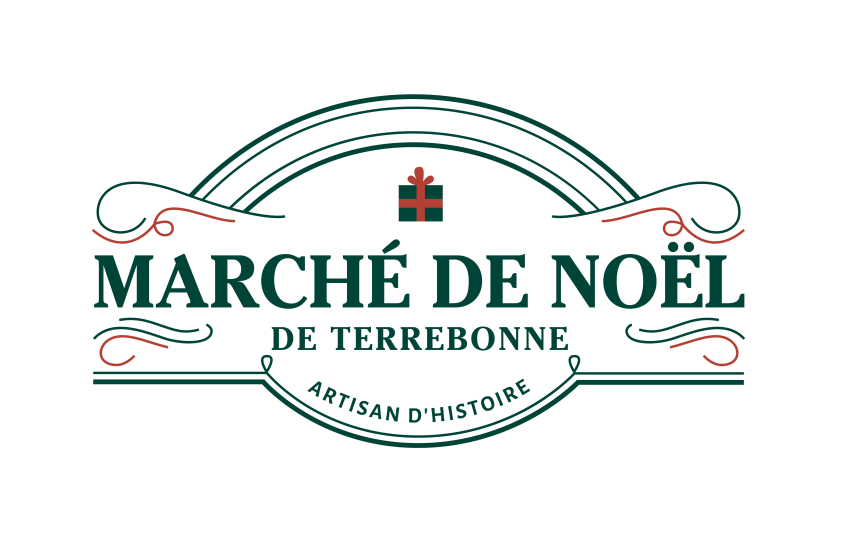 MARCHÉ DE NOËL
DE TERREBONNE
ARTISAN D'HISTOIRE